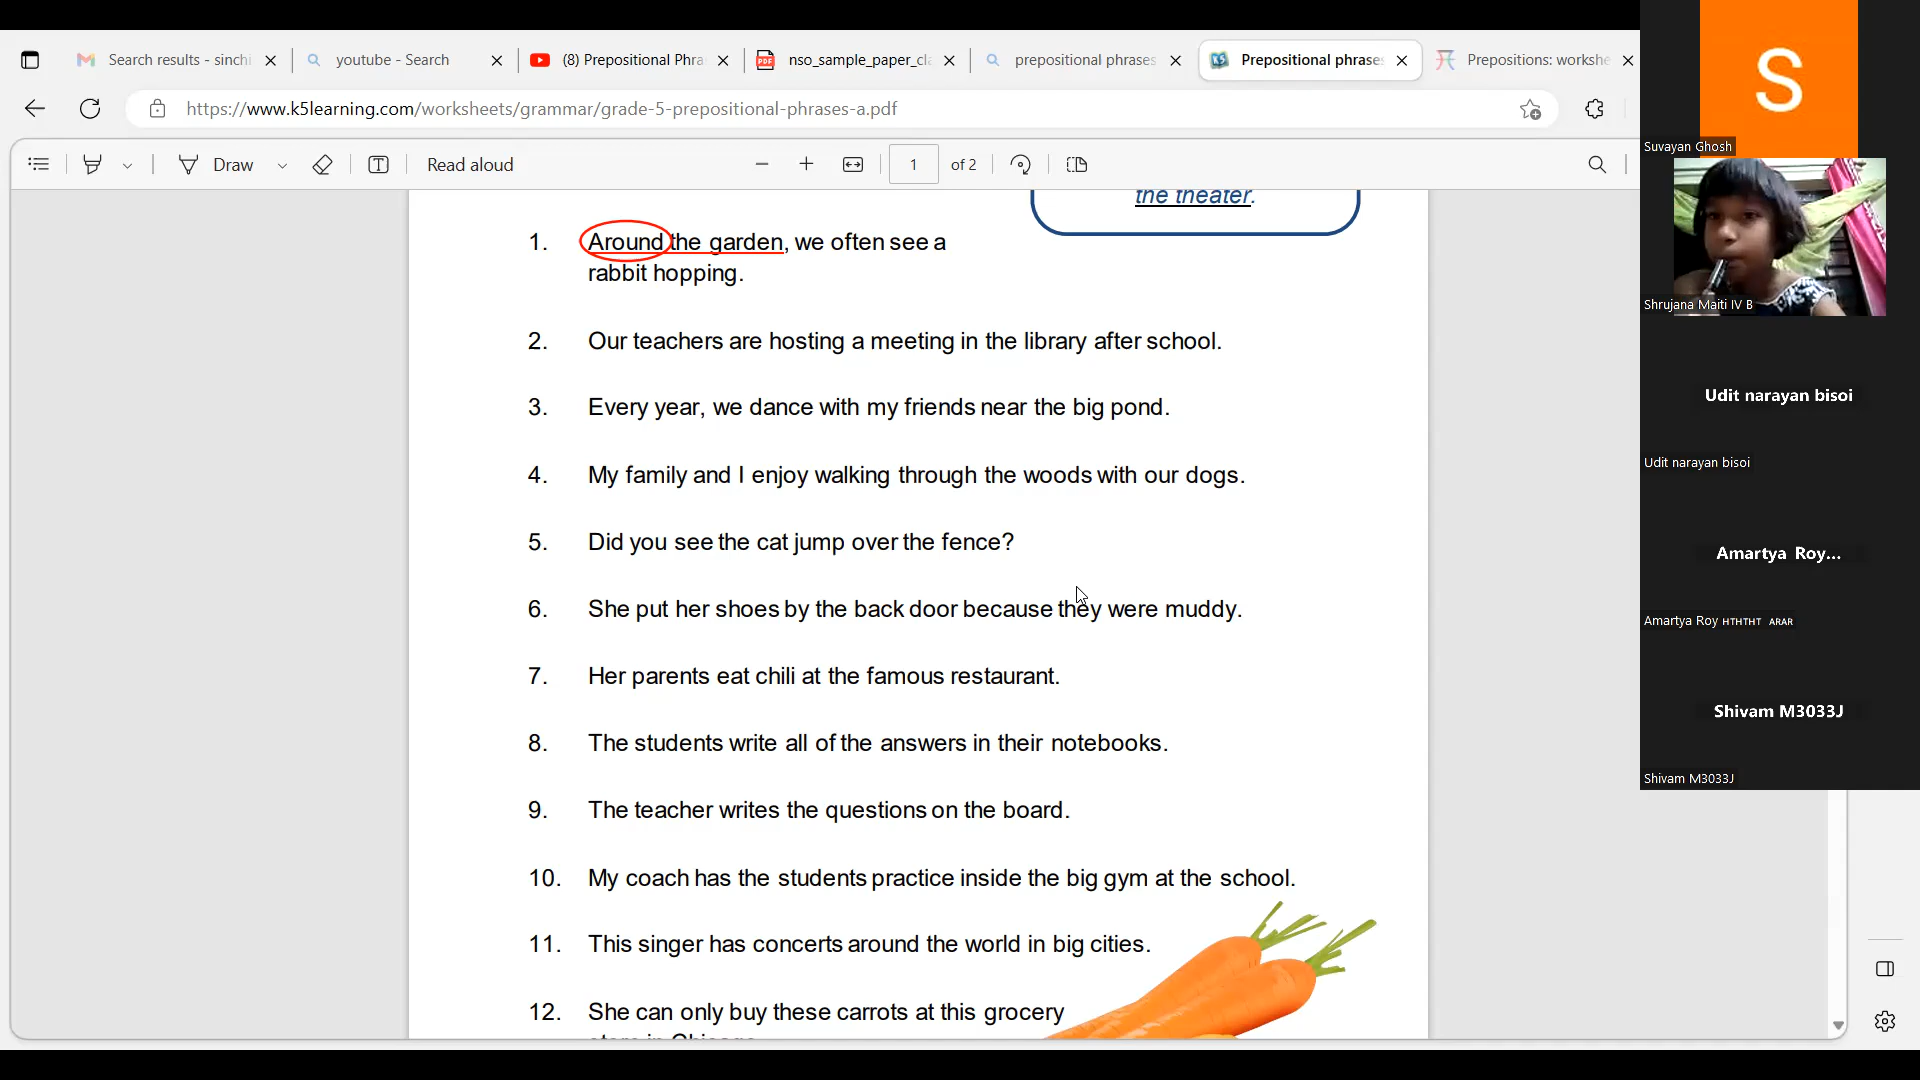 Search results - sinchi
youtube - Search
(8) Prepositional Phra
nso_sample_paper_cla
prepositional phrases
Prepositional phrases
Prepositions: workshe
https://www.k5learning.com/worksheets/grammar/grade-5-prepositional-phrases-a.pdf
Draw
Read aloud
1 of 2
the theater.
1. Around the garden, we often see a
rabbit hopping.
2. Our teachers are hosting a meeting in the library after school.
3. Every year, we dance with my friends near the big pond.
4. My family and I enjoy walking through the woods with our dogs.
5. Did you see the cat jump over the fence?
6. She put her shoes by the back door because they were muddy.
7. Her parents eat chili at the famous restaurant.
8. The students write all of the answers in their notebooks.
9. The teacher writes the questions on the board.
10. My coach has the students practice inside the big gym at the school.
11. This singer has concerts around the world in big cities.
12. She can only buy these carrots at this grocery
store in Chicago
S
Suvayan Ghosh
Shrujana Maiti IV B
Udit narayan bisoi
Udit narayan bisoi
Amartya Roy...
Amartya Roy ʜᴛʜᴛʜᴛ ᴀʀᴀʀ
Shivam M3033J
Shivam M3033J